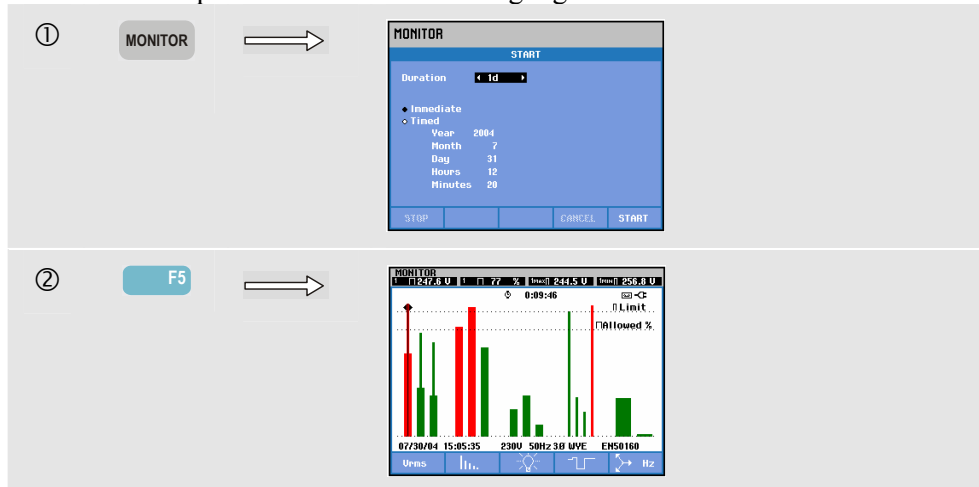 ① MONITOR
MONITOR
START
Duration 1d
Immediate
Timed
Year 2004
Month 7
Day 31
Hours 12
Minutes 20
STOP CANCEL START
② F5
MONITOR
247.6 V 77 % 244.5 V 256.8 V
0:09:46
Limit
Allowed %
07/30/04 15:05:35 230V 50Hz 3Ø WYE EN50160
Vrms Hz